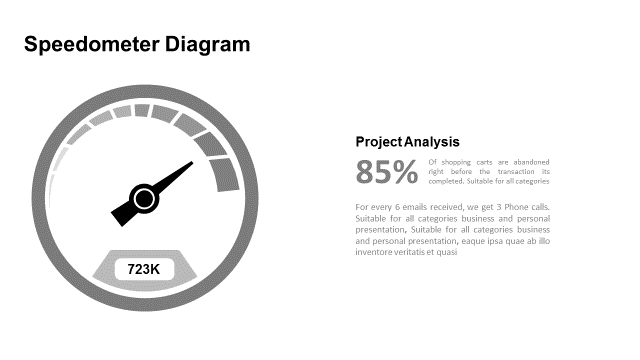 Speedometer Diagram
723K
Project Analysis
85%
Of shopping carts are abandoned
right before the transaction its
completed. Suitable for all categories
For every 6 emails received, we get 3 Phone calls.
Suitable for all categories business and personal
presentation, Suitable for all categories business
and personal presentation, eaque ipsa quae ab illo
inventore veritatis et quasi